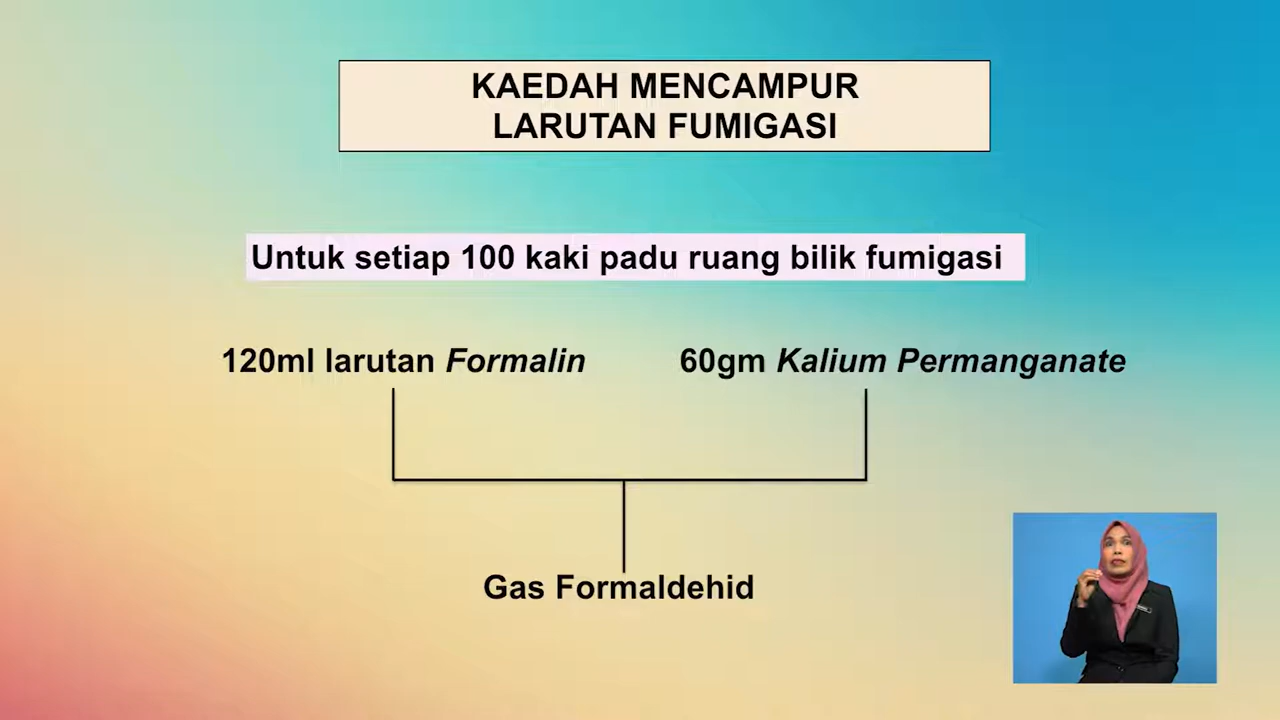 KAEDAH MENCAMPUR
LARUTAN FUMIGASI
Untuk setiap 100 kaki padu ruang bilik fumigasi
120ml larutan Formalin
60gm Kalium Permanganate
Gas Formaldehid